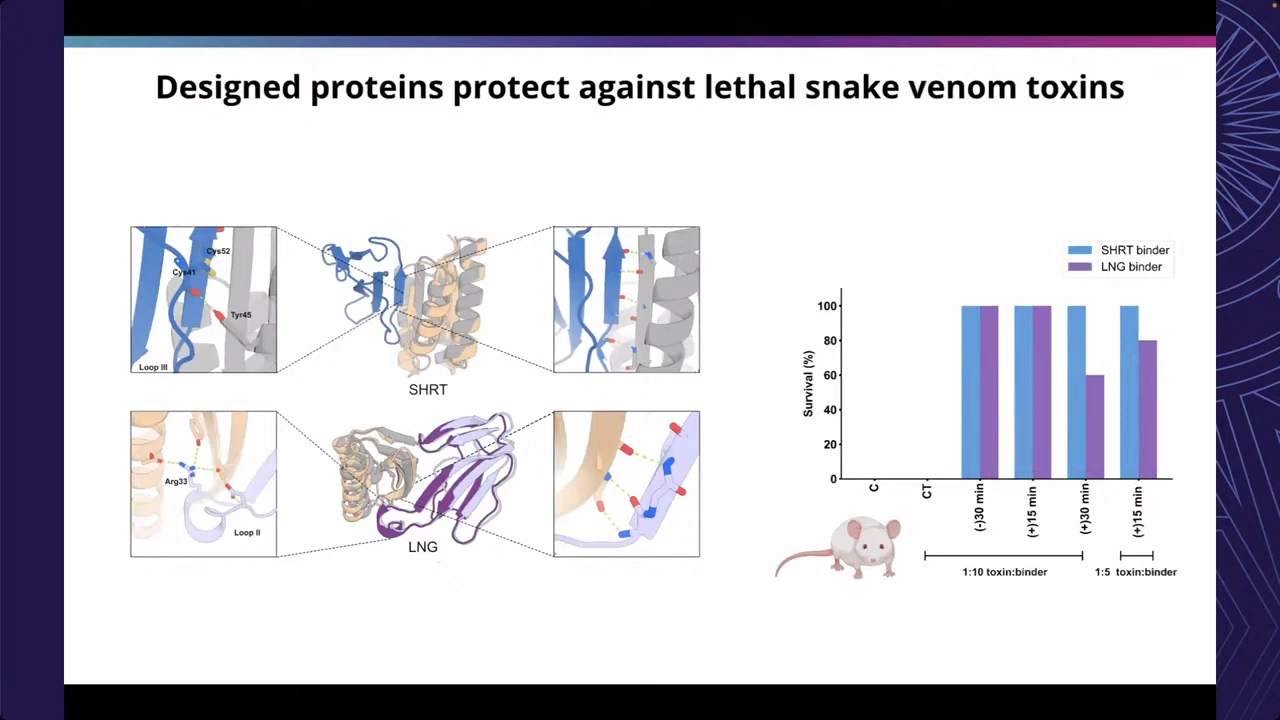 Designed proteins protect against lethal snake venom toxins
Cys52
Cys41
Tyr45
Loop III
SHRT
Arg33
Loop II
LNG
SHRT binder
LNG binder
Survival (%)
100
80
60
40
20
0
C
CT
(-)30 min
(+)15 min
(+)30 min
(+)15 min
1:10 toxin:binder
1:5 toxin:binder